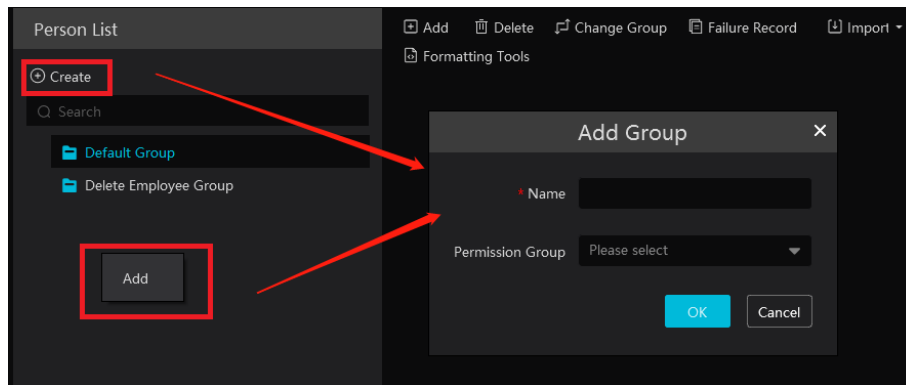 Person List
Create
Search
Default Group
Delete Employee Group
Add
Add Delete Change Group Failure Record Import
Formatting Tools
Add Group
* Name
Permission Group Please select
OK Cancel